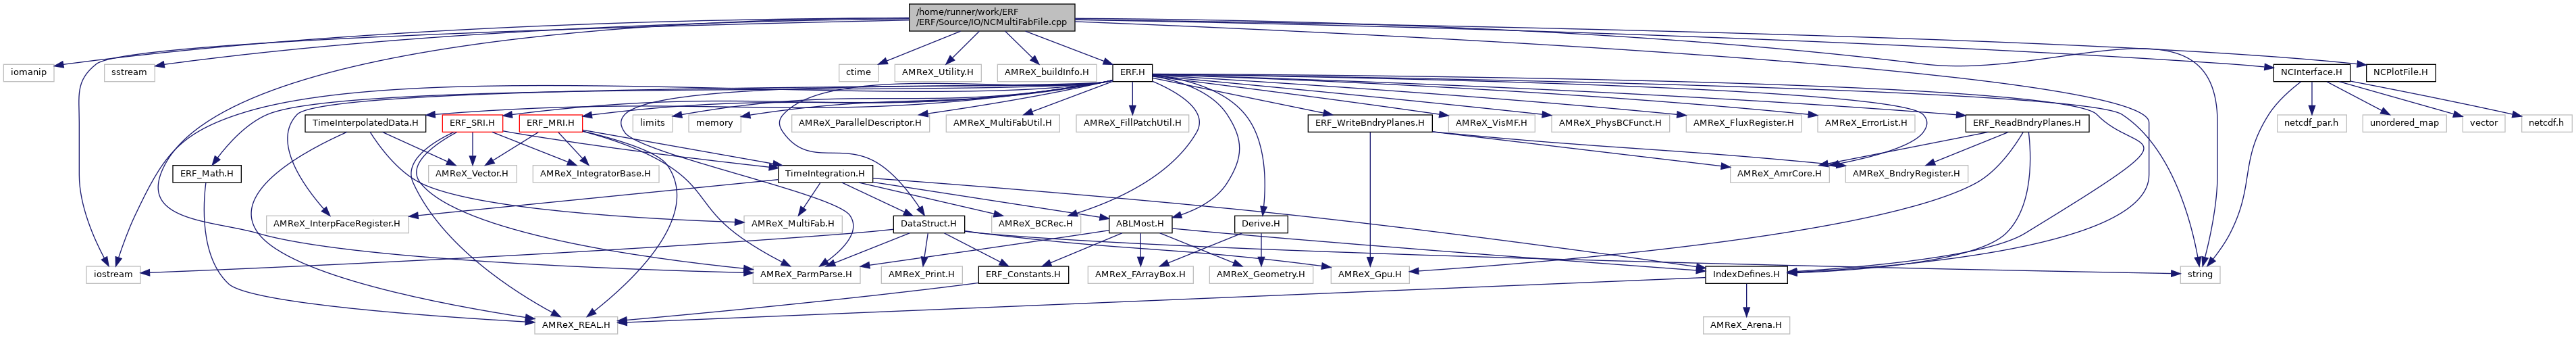 /home/runner/work/ERF
/ERF/Source/IO/NCMultiFabFile.cpp
iomanip
sstream
ctime
AMReX_Utility.H
AMReX_buildInfo.H
ERF.H
NCInterface.H
NCPlotFile.H
TimeInterpolatedData.H
ERF_SRI.H
ERF_MRI.H
limits
memory
AMReX_ParallelDescriptor.H
AMReX_MultiFabUtil.H
AMReX_FillPatchUtil.H
ERF_WriteBndryPlanes.H
AMReX_VisMF.H
AMReX_PhysBCFunct.H
AMReX_FluxRegister.H
AMReX_ErrorList.H
ERF_ReadBndryPlanes.H
netcdf_par.h
unordered_map
vector
netcdf.h
ERF_Math.H
AMReX_Vector.H
AMReX_IntegratorBase.H
TimeIntegration.H
AMReX_AmrCore.H
AMReX_BndryRegister.H
AMReX_InterpFaceRegister.H
AMReX_MultiFab.H
DataStruct.H
AMReX_BCRec.H
ABLMost.H
Derive.H
iostream
AMReX_ParmParse.H
AMReX_Print.H
ERF_Constants.H
AMReX_FArrayBox.H
AMReX_Geometry.H
AMReX_Gpu.H
IndexDefines.H
string
AMReX_REAL.H
AMReX_Arena.H